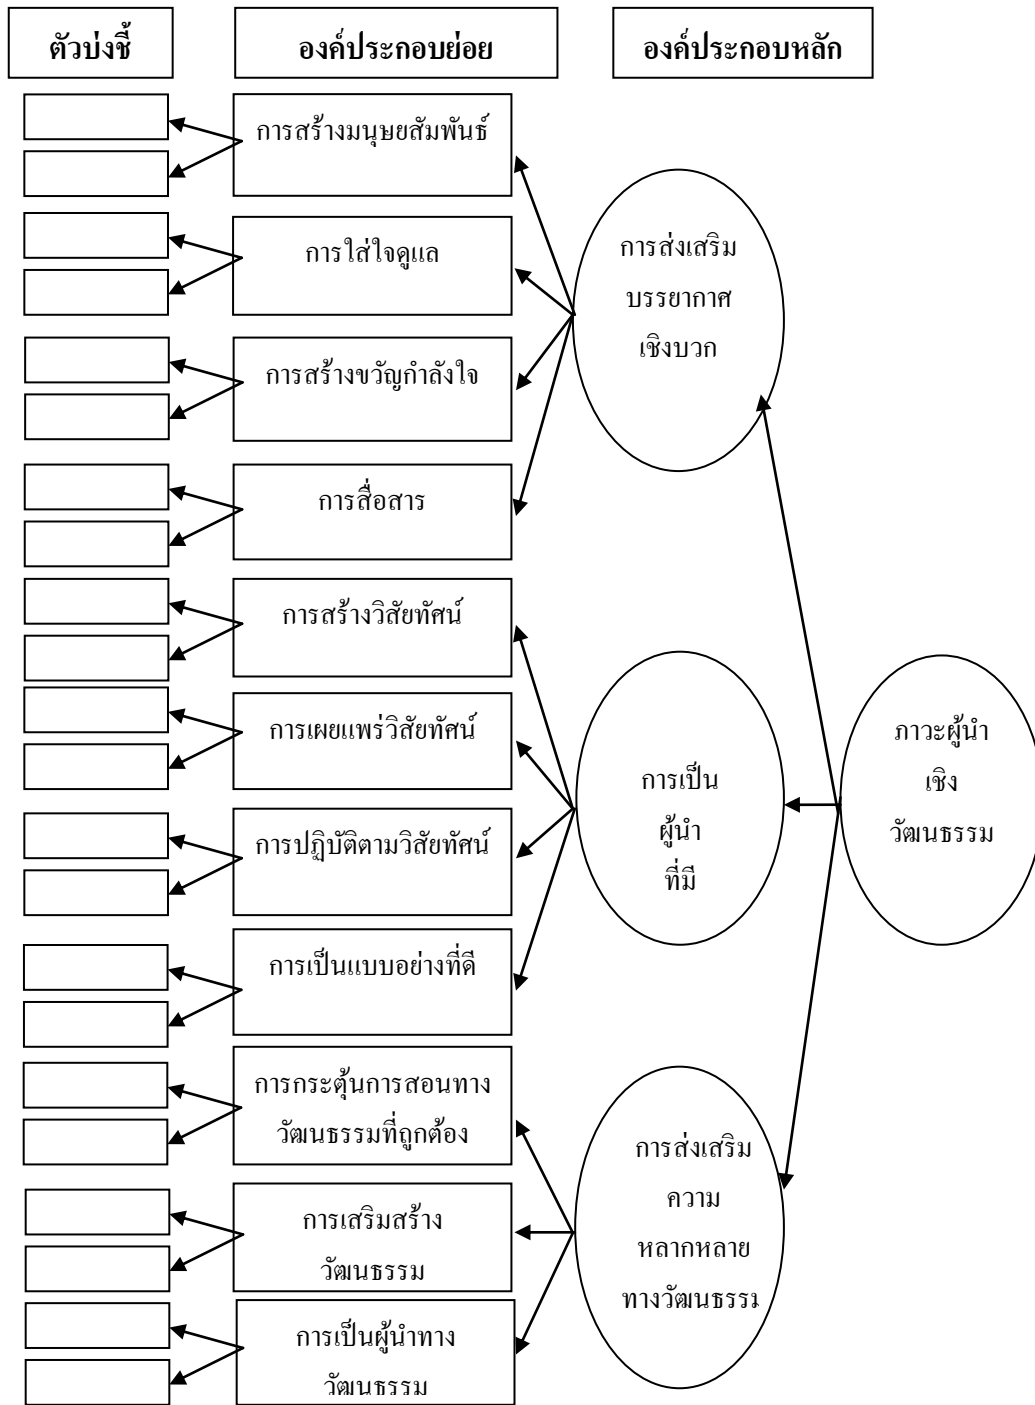 ตัวบ่งชี้
องค์ประกอบย่อย
องค์ประกอบหลัก
การสร้างมนุษยสัมพันธ์
การใส่ใจดูแล
การสร้างขวัญกำลังใจ
การสื่อสาร
การสร้างวิสัยทัศน์
การเผยแพร่วิสัยทัศน์
การปฏิบัติตามวิสัยทัศน์
การเป็นแบบอย่างที่ดี
การกระตุ้นการสอนทาง
วัฒนธรรมที่ถูกต้อง
การเสริมสร้าง
วัฒนธรรม
การเป็นผู้นำทาง
วัฒนธรรม
การส่งเสริม
บรรยากาศ
เชิงบวก
การเป็น
ผู้นำ
ที่มี
การส่งเสริม
ความ
หลากหลาย
ทางวัฒนธรรม
ภาวะผู้นำ
เชิง
วัฒนธรรม